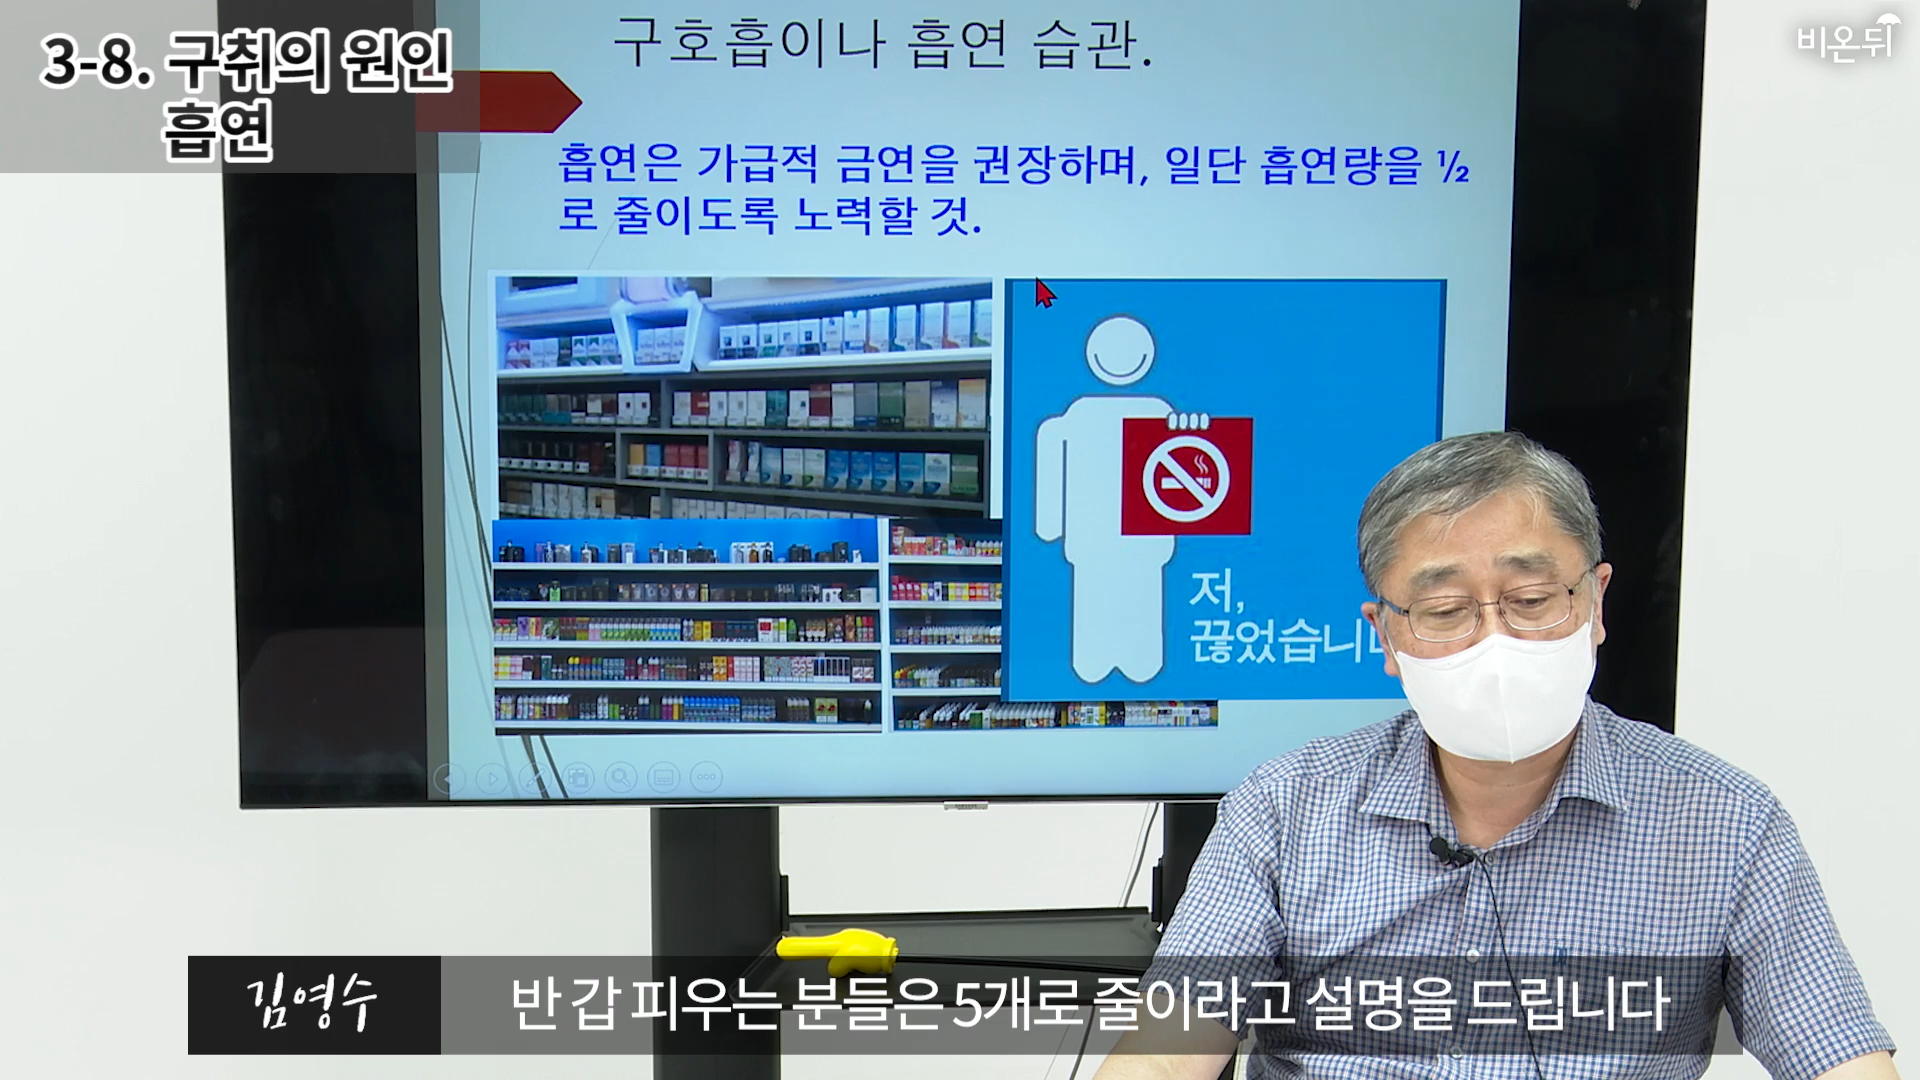 3-8. 구취의 원인
흡연
비온뒤
구호흡이나 흡연 습관.
흡연은 가급적 금연을 권장하며, 일단 흡연량을 ½
로 줄이도록 노력할 것.
저,
끊었습니다
김영수
반 갑 피우는 분들은 5개로 줄이라고 설명을 드립니다